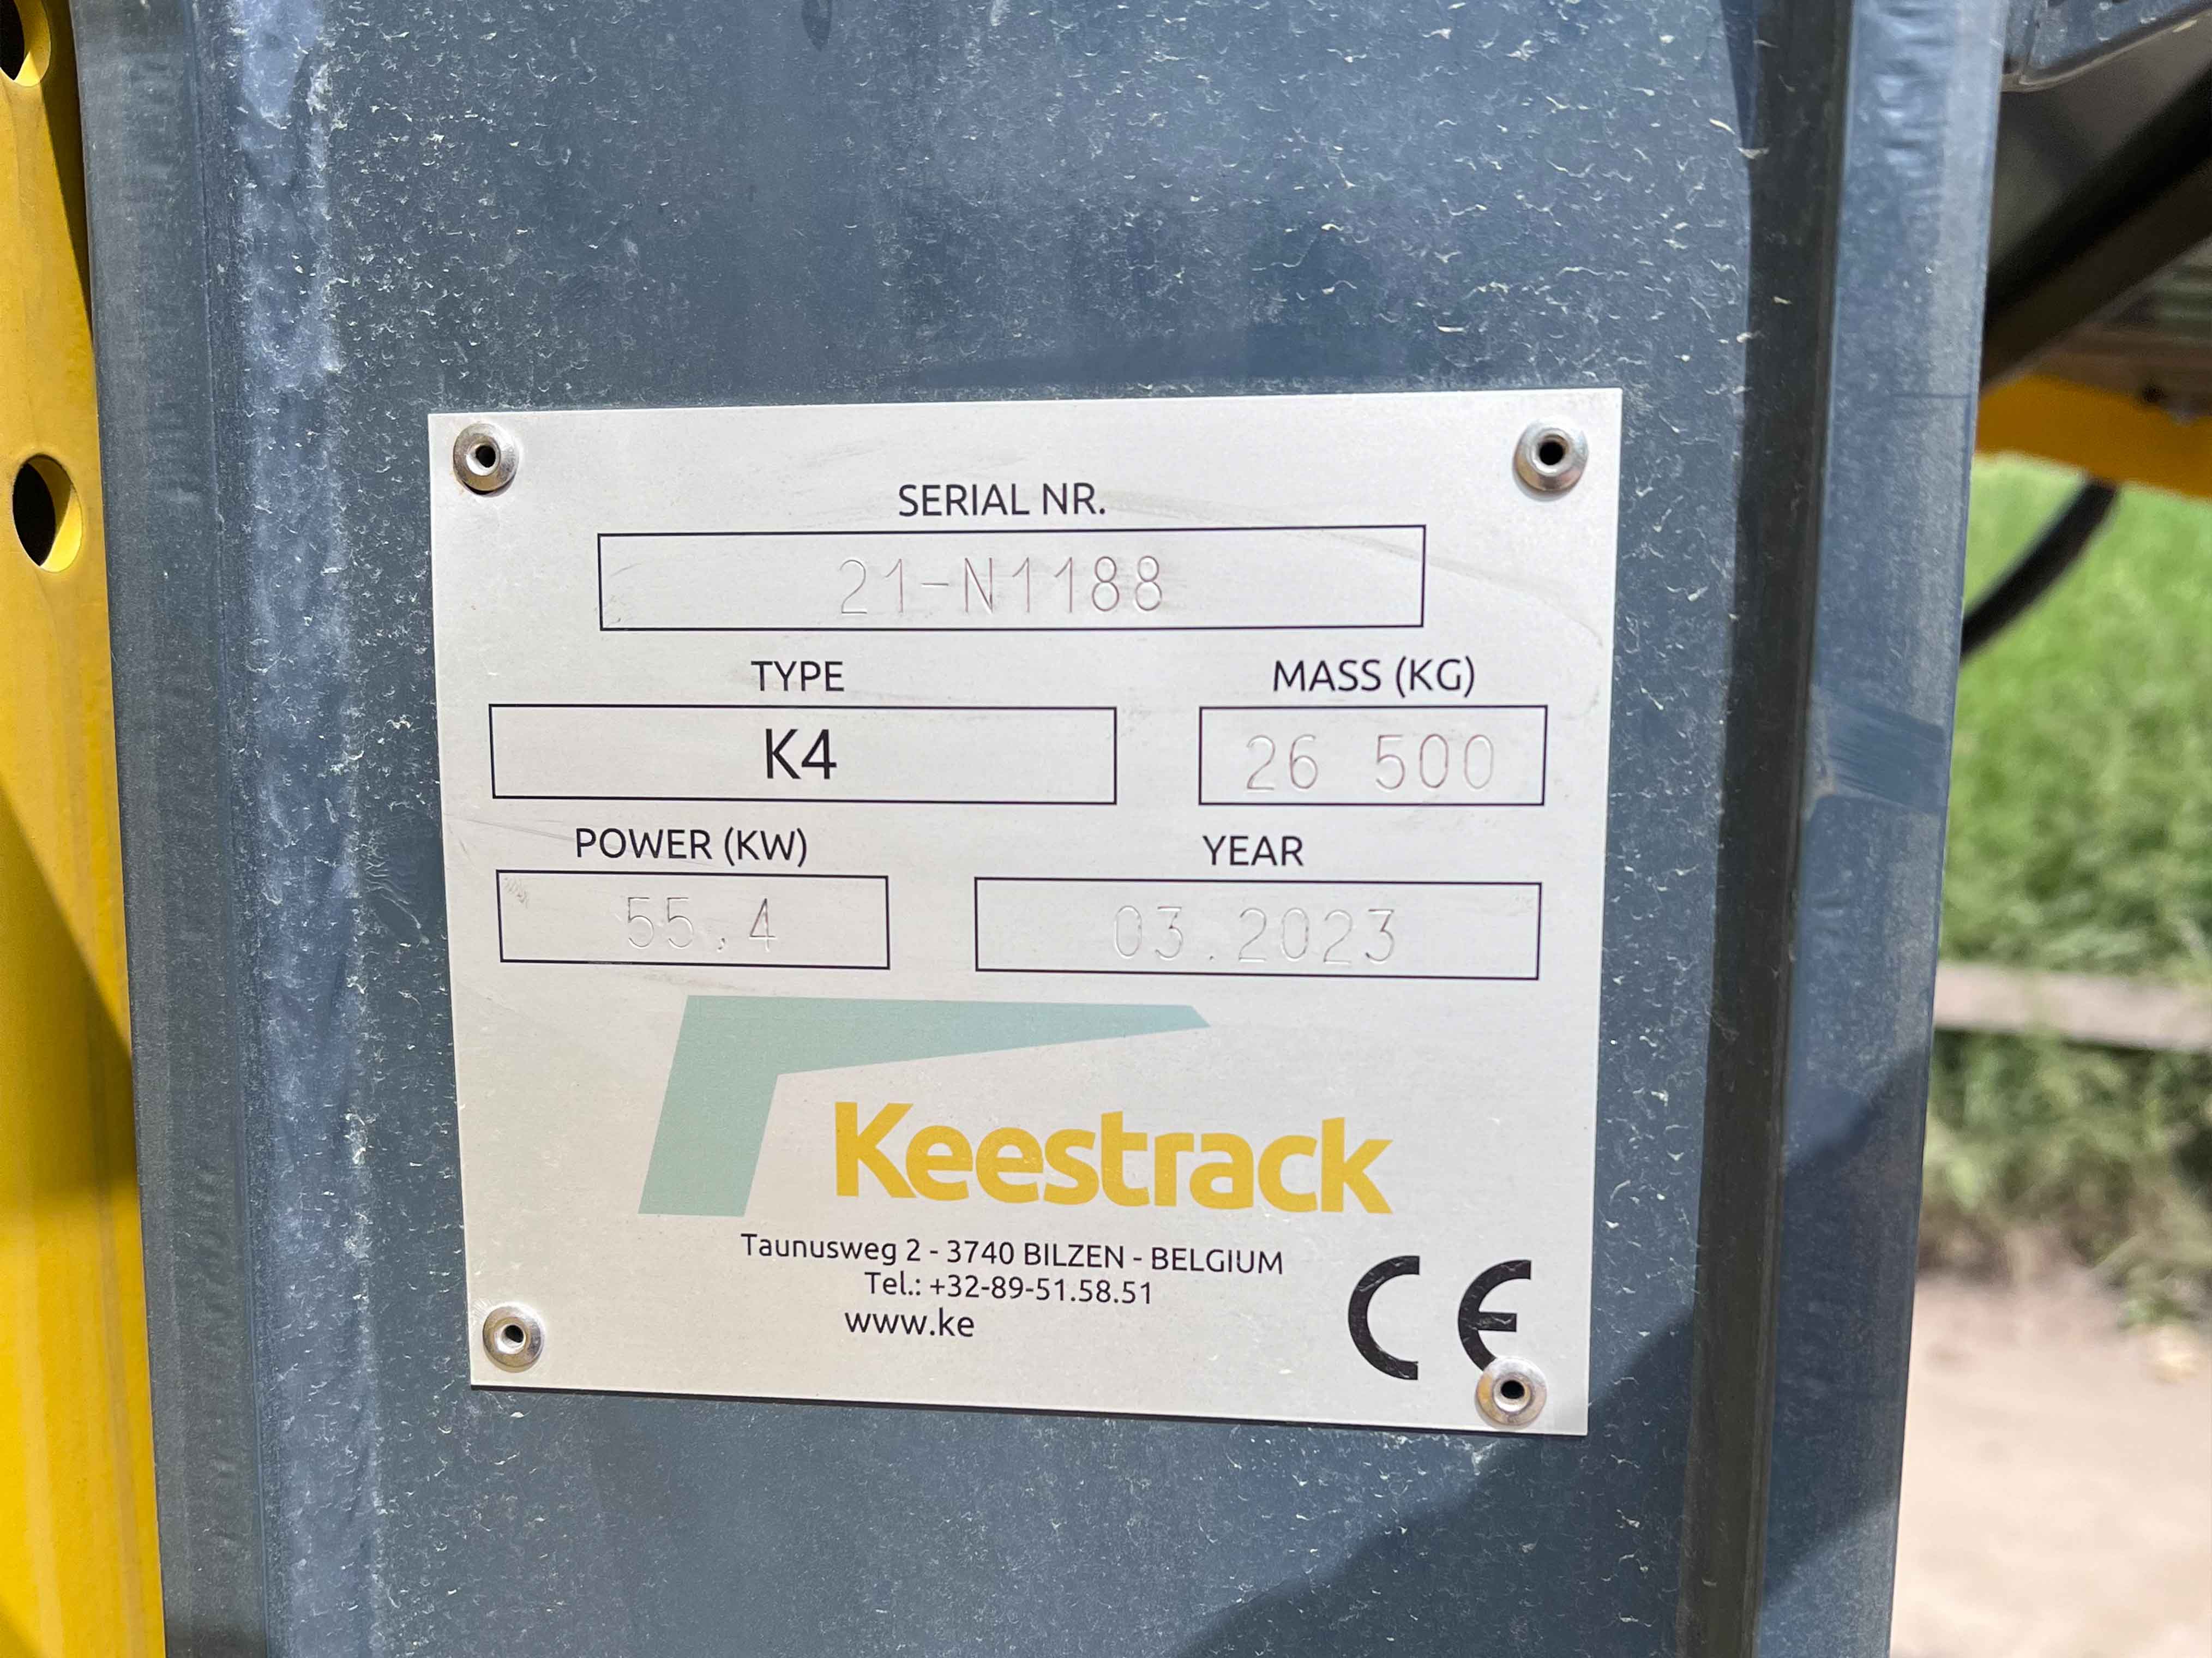 SERIAL NR.
21-N1188
TYPE MASS (KG)
K4 26 500
POWER (KW) YEAR
55,4 03.2023
Keestrack
Taunusweg 2 - 3740 BILZEN - BELGIUM
Tel.: +32-89-51.58.51
www.ke
CE